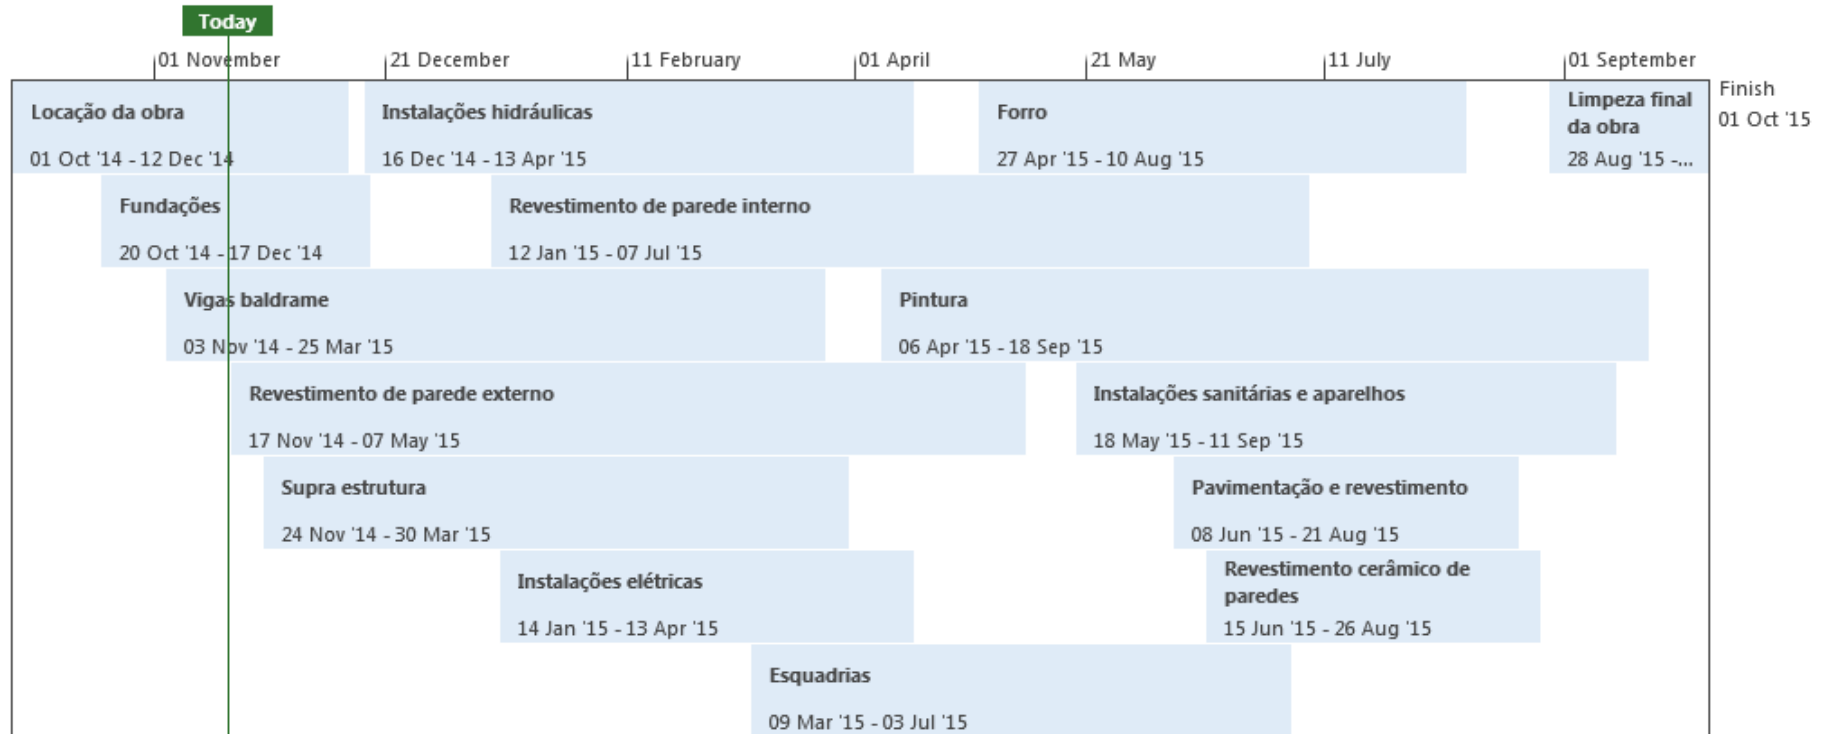 Today
01 November
21 December
11 February
01 April
21 May
11 July
01 September
Finish
01 Oct '15
Locação da obra
01 Oct '14 - 12 Dec '14
Instalações hidráulicas
16 Dec '14 - 13 Apr '15
Forro
27 Apr '15 - 10 Aug '15
Limpeza final
da obra
28 Aug '15 -...
Fundações
20 Oct '14 - 17 Dec '14
Revestimento de parede interno
12 Jan '15 - 07 Jul '15
Vigas baldrame
03 Nov '14 - 25 Mar '15
Pintura
06 Apr '15 - 18 Sep '15
Revestimento de parede externo
17 Nov '14 - 07 May '15
Instalações sanitárias e aparelhos
18 May '15 - 11 Sep '15
Supra estrutura
24 Nov '14 - 30 Mar '15
Pavimentação e revestimento
08 Jun '15 - 21 Aug '15
Instalações elétricas
14 Jan '15 - 13 Apr '15
Revestimento cerâmico de
paredes
15 Jun '15 - 26 Aug '15
Esquadrias
09 Mar '15 - 03 Jul '15